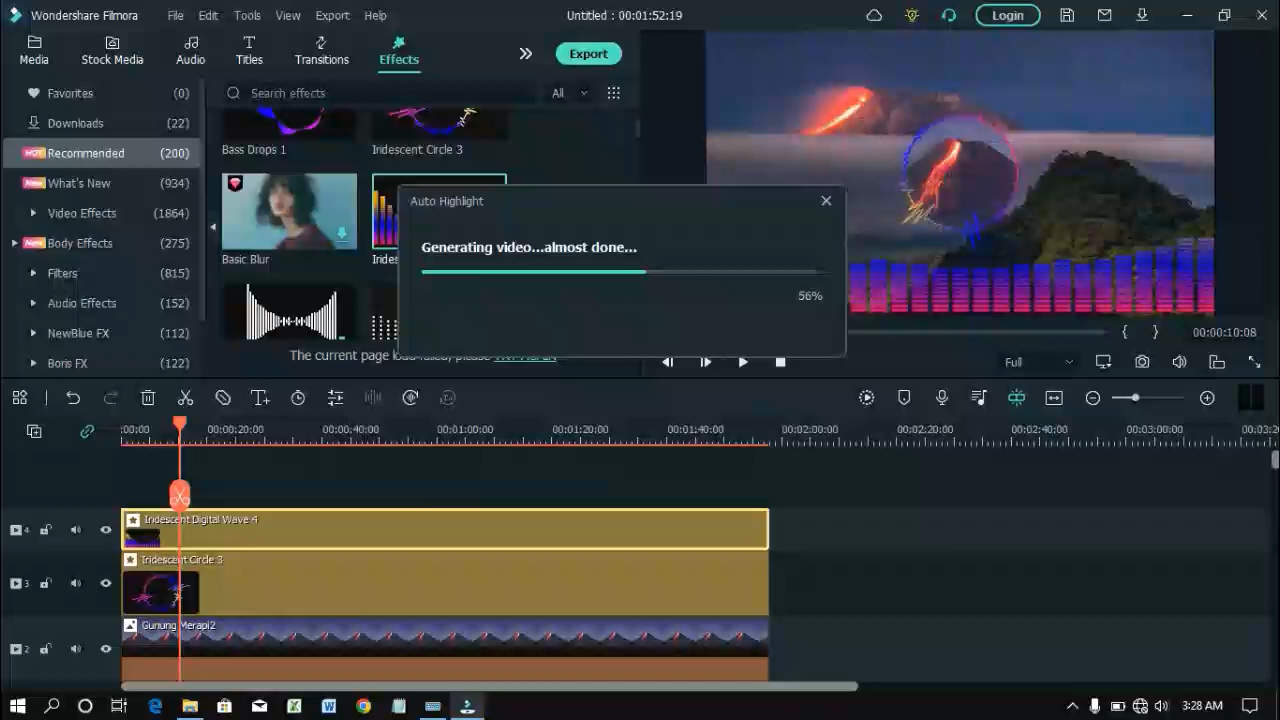 Wondershare Filmora File Edit Tools View Export Help Untitled : 00:01:52:19 Login
Media Stock Media Audio Titles Transitions Effects Export
Favorites (0)
Downloads (22)
HOT Recommended (200)
New What's New (934)
Video Effects (1864)
New Body Effects (275)
Filters (815)
Audio Effects (152)
NewBlue FX (112)
Boris FX (122)
Search effects All
Bass Drops 1 Iridescent Circle 3
Basic Blur
The current page load failed, please
Auto Highlight
Generating video...almost done...
56%
{ } 00:00:10:08
Full
:00:00 00:00:20:00 00:00:40:00 00:01:00:00 00:01:20:00 00:01:40:00 00:02:00:00 00:02:20:00 00:02:40:00 00:03:00:00 00:03:2
4 Iridescent Digital Wave 4
Iridescent Circle 3
3
Gunung Merapi2
2
3:28 AM